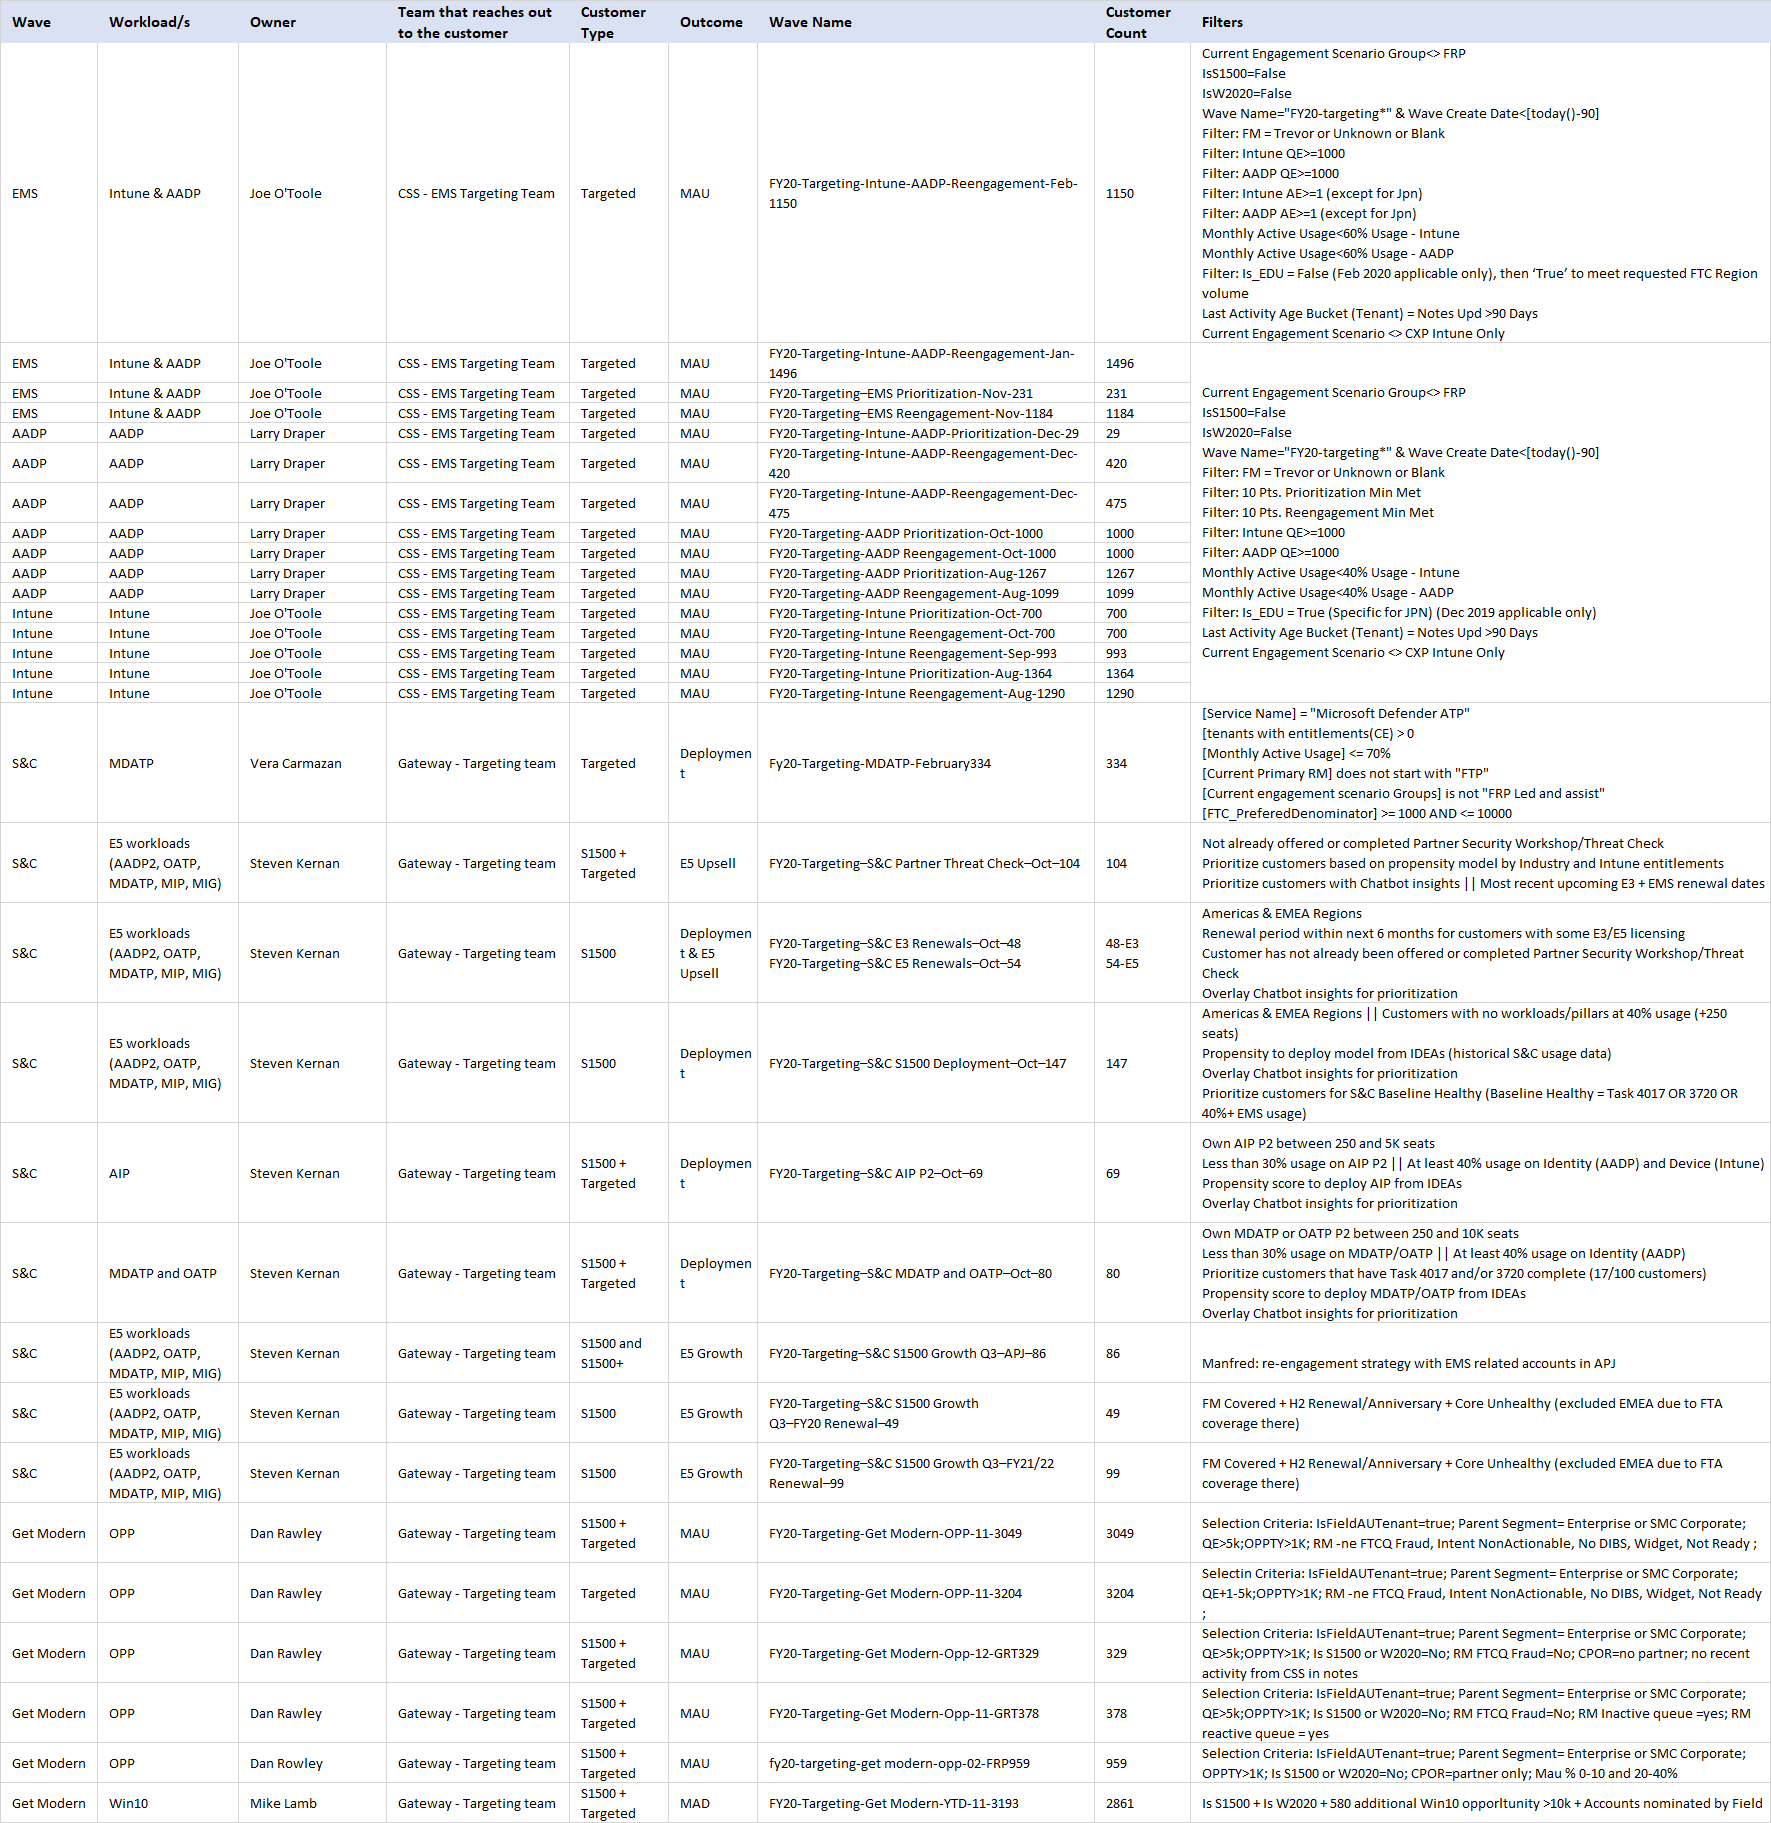 Wave Workload/s Owner Team that reaches out to the customer Customer Type Outcome Wave Name Customer Count Filters
EMS Intune & AADP Joe O'Toole CSS - EMS Targeting Team Targeted MAU FY20-Targeting-Intune-AADP-Reengagement-Feb-1150 1150
Current Engagement Scenario Group<> FRP
IsS1500=False
IsW2020=False
Wave Name="FY20-targeting*" & Wave Create Date<[today()-90]
Filter: FM = Trevor or Unknown or Blank
Filter: Intune QE>=1000
Filter: AADP QE>=1000
Filter: Intune AE>=1 (except for Jpn)
Filter: AADP AE>=1 (except for Jpn)
Monthly Active Usage<60% Usage - Intune
Monthly Active Usage<60% Usage - AADP
Filter: Is_EDU = False (Feb 2020 applicable only), then ‘True’ to meet requested FTC Region
volume
Last Activity Age Bucket (Tenant) = Notes Upd >90 Days
Current Engagement Scenario <> CXP Intune Only
EMS Intune & AADP Joe O'Toole CSS - EMS Targeting Team Targeted MAU FY20-Targeting-Intune-AADP-Reengagement-Jan-1496 1496
EMS Intune & AADP Joe O'Toole CSS - EMS Targeting Team Targeted MAU FY20-Targeting–EMS Prioritization-Nov-231 231
EMS Intune & AADP Joe O'Toole CSS - EMS Targeting Team Targeted MAU FY20-Targeting–EMS Reengagement-Nov-1184 1184
AADP AADP Larry Draper CSS - EMS Targeting Team Targeted MAU FY20-Targeting-Intune-AADP-Prioritization-Dec-29 29
AADP AADP Larry Draper CSS - EMS Targeting Team Targeted MAU FY20-Targeting-Intune-AADP-Reengagement-Dec-420 420
AADP AADP Larry Draper CSS - EMS Targeting Team Targeted MAU FY20-Targeting-Intune-AADP-Reengagement-Dec-475 475
AADP AADP Larry Draper CSS - EMS Targeting Team Targeted MAU FY20-Targeting-AADP Prioritization-Oct-1000 1000
AADP AADP Larry Draper CSS - EMS Targeting Team Targeted MAU FY20-Targeting-AADP Reengagement-Oct-1000 1000
AADP AADP Larry Draper CSS - EMS Targeting Team Targeted MAU FY20-Targeting-AADP Prioritization-Aug-1267 1267
AADP AADP Larry Draper CSS - EMS Targeting Team Targeted MAU FY20-Targeting-AADP Reengagement-Aug-1099 1099
Intune Intune Joe O'Toole CSS - EMS Targeting Team Targeted MAU FY20-Targeting-Intune Prioritization-Oct-700 700
Intune Intune Joe O'Toole CSS - EMS Targeting Team Targeted MAU FY20-Targeting-Intune Reengagement-Oct-700 700
Intune Intune Joe O'Toole CSS - EMS Targeting Team Targeted MAU FY20-Targeting-Intune Reengagement-Sep-993 993
Intune Intune Joe O'Toole CSS - EMS Targeting Team Targeted MAU FY20-Targeting-Intune Prioritization-Aug-1364 1364
Intune Intune Joe O'Toole CSS - EMS Targeting Team Targeted MAU FY20-Targeting-Intune Reengagement-Aug-1290 1290
Current Engagement Scenario Group<> FRP
IsS1500=False
IsW2020=False
Wave Name="FY20-targeting*" & Wave Create Date<[today()-90]
Filter: FM = Trevor or Unknown or Blank
Filter: 10 Pts. Prioritization Min Met
Filter: 10 Pts. Reengagement Min Met
Filter: Intune QE>=1000
Filter: AADP QE>=1000
Monthly Active Usage<40% Usage - Intune
Monthly Active Usage<40% Usage - AADP
Filter: Is_EDU = True (Specific for JPN) (Dec 2019 applicable only)
Last Activity Age Bucket (Tenant) = Notes Upd >90 Days
Current Engagement Scenario <> CXP Intune Only
S&C MDATP Vera Carmazan Gateway - Targeting team Targeted Deployment Fy20-Targeting-MDATP-February334 334
[Service Name] = "Microsoft Defender ATP"
[tenants with entitlements(CE) > 0
[Monthly Active Usage] <= 70%
[Current Primary RM] does not start with "FTP"
[Current engagement scenario Groups] is not "FRP Led and assist"
[FTC_PreferedDenominator] >= 1000 AND <= 10000
S&C E5 workloads (AADP2, OATP, MDATP, MIP, MIG) Steven Kernan Gateway - Targeting team S1500 + Targeted E5 Upsell FY20-Targeting–S&C Partner Threat Check–Oct–104 104
Not already offered or completed Partner Security Workshop/Threat Check
Prioritize customers based on propensity model by Industry and Intune entitlements
Prioritize customers with Chatbot insights || Most recent upcoming E3 + EMS renewal dates
S&C E5 workloads (AADP2, OATP, MDATP, MIP, MIG) Steven Kernan Gateway - Targeting team S1500 Deployment & E5 Upsell
FY20-Targeting–S&C E3 Renewals–Oct–48 48-E3
FY20-Targeting–S&C E5 Renewals–Oct–54 54-E5
Americas & EMEA Regions
Renewal period within next 6 months for customers with some E3/E5 licensing
Customer has not already been offered or completed Partner Security Workshop/Threat
Check
Overlay Chatbot insights for prioritization
S&C E5 workloads (AADP2, OATP, MDATP, MIP, MIG) Steven Kernan Gateway - Targeting team S1500 Deployment FY20-Targeting–S&C S1500 Deployment–Oct–147 147
Americas & EMEA Regions || Customers with no workloads/pillars at 40% usage (+250
seats)
Propensity to deploy model from IDEAs (historical S&C usage data)
Overlay Chatbot insights for prioritization
Prioritize customers for S&C Baseline Healthy (Baseline Healthy = Task 4017 OR 3720 OR
40%+ EMS usage)
S&C AIP Steven Kernan Gateway - Targeting team S1500 + Targeted Deployment FY20-Targeting–S&C AIP P2–Oct–69 69
Own AIP P2 between 250 and 5K seats
Less than 30% usage on AIP P2 || At least 40% usage on Identity (AADP) and Device (Intune)
Propensity score to deploy AIP from IDEAs
Overlay Chatbot insights for prioritization
S&C MDATP and OATP Steven Kernan Gateway - Targeting team S1500 + Targeted Deployment FY20-Targeting–S&C MDATP and OATP–Oct–80 80
Own MDATP or OATP P2 between 250 and 10K seats
Less than 30% usage on MDATP/OATP || At least 40% usage on Identity (AADP)
Prioritize customers that have Task 4017 and/or 3720 complete (17/100 customers)
Propensity score to deploy MDATP/OATP from IDEAs
Overlay Chatbot insights for prioritization
S&C E5 workloads (AADP2, OATP, MDATP, MIP, MIG) Steven Kernan Gateway - Targeting team S1500 and S1500+ E5 Growth FY20-Targeting–S&C S1500 Growth Q3–APJ–86 86
Manfred: re-engagement strategy with EMS related accounts in APJ
S&C E5 workloads (AADP2, OATP, MDATP, MIP, MIG) Steven Kernan Gateway - Targeting team S1500 E5 Growth FY20-Targeting–S&C S1500 Growth Q3–FY20 Renewal–49 49
FM Covered + H2 Renewal/Anniversary + Core Unhealthy (excluded EMEA due to FTA
coverage there)
S&C E5 workloads (AADP2, OATP, MDATP, MIP, MIG) Steven Kernan Gateway - Targeting team S1500 E5 Growth FY20-Targeting–S&C S1500 Growth Q3–FY21/22 Renewal–99 99
FM Covered + H2 Renewal/Anniversary + Core Unhealthy (excluded EMEA due to FTA
coverage there)
Get Modern OPP Dan Rawley Gateway - Targeting team S1500 + Targeted MAU FY20-Targeting-Get Modern-OPP-11-3049 3049
Selection Criteria: IsFieldAUTenant=true; Parent Segment= Enterprise or SMC Corporate;
QE>5k;OPPTY>1K; RM -ne FTCQ Fraud, Intent NonActionable, No DIBS, Widget, Not Ready ;
Get Modern OPP Dan Rawley Gateway - Targeting team Targeted MAU FY20-Targeting-Get Modern-OPP-11-3204 3204
Selectin Criteria: IsFieldAUTenant=true; Parent Segment= Enterprise or SMC Corporate;
QE+1-5k;OPPTY>1K; RM -ne FTCQ Fraud, Intent NonActionable, No DIBS, Widget, Not Ready
;
Get Modern OPP Dan Rawley Gateway - Targeting team S1500 + Targeted MAU FY20-Targeting-Get Modern-Opp-12-GRT329 329
Selection Criteria: IsFieldAUTenant=true; Parent Segment= Enterprise or SMC Corporate;
QE>5k;OPPTY>1K; Is S1500 or W2020=No; RM FTCQ Fraud=No; CPOR=no partner; no recent
activity from CSS in notes
Get Modern OPP Dan Rawley Gateway - Targeting team S1500 + Targeted MAU FY20-Targeting-Get Modern-Opp-11-GRT378 378
Selection Criteria: IsFieldAUTenant=true; Parent Segment= Enterprise or SMC Corporate;
QE>5k;OPPTY>1K; Is S1500 or W2020=No; RM FTCQ Fraud=No; RM Inactive queue =yes; RM
reactive queue = yes
Get Modern OPP Dan Rowley Gateway - Targeting team S1500 + Targeted MAU fy20-targeting-get modern-opp-02-FRP959 959
Selection Criteria: IsFieldAUTenant=true; Parent Segment= Enterprise or SMC Corporate;
OPPTY>1K; Is S1500 or W2020=No; CPOR=partner only; Mau % 0-10 and 20-40%
Get Modern Win10 Mike Lamb Gateway - Targeting team S1500 + Targeted MAD FY20-Targeting-Get Modern-YTD-11-3193 2861
Is S1500 + Is W2020 + 580 additional Win10 opporltunity >10k + Accounts nominated by Field